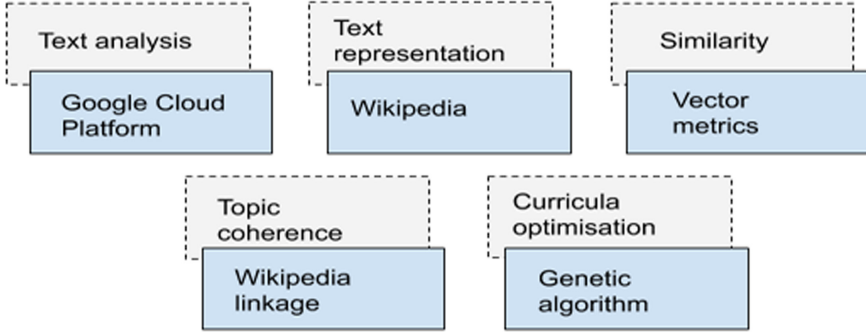 Text analysis
Google Cloud
Platform
Text
representation
Wikipedia
Similarity
Vector
metrics
Topic
coherence
Wikipedia
linkage
Curricula
optimisation
Genetic
algorithm